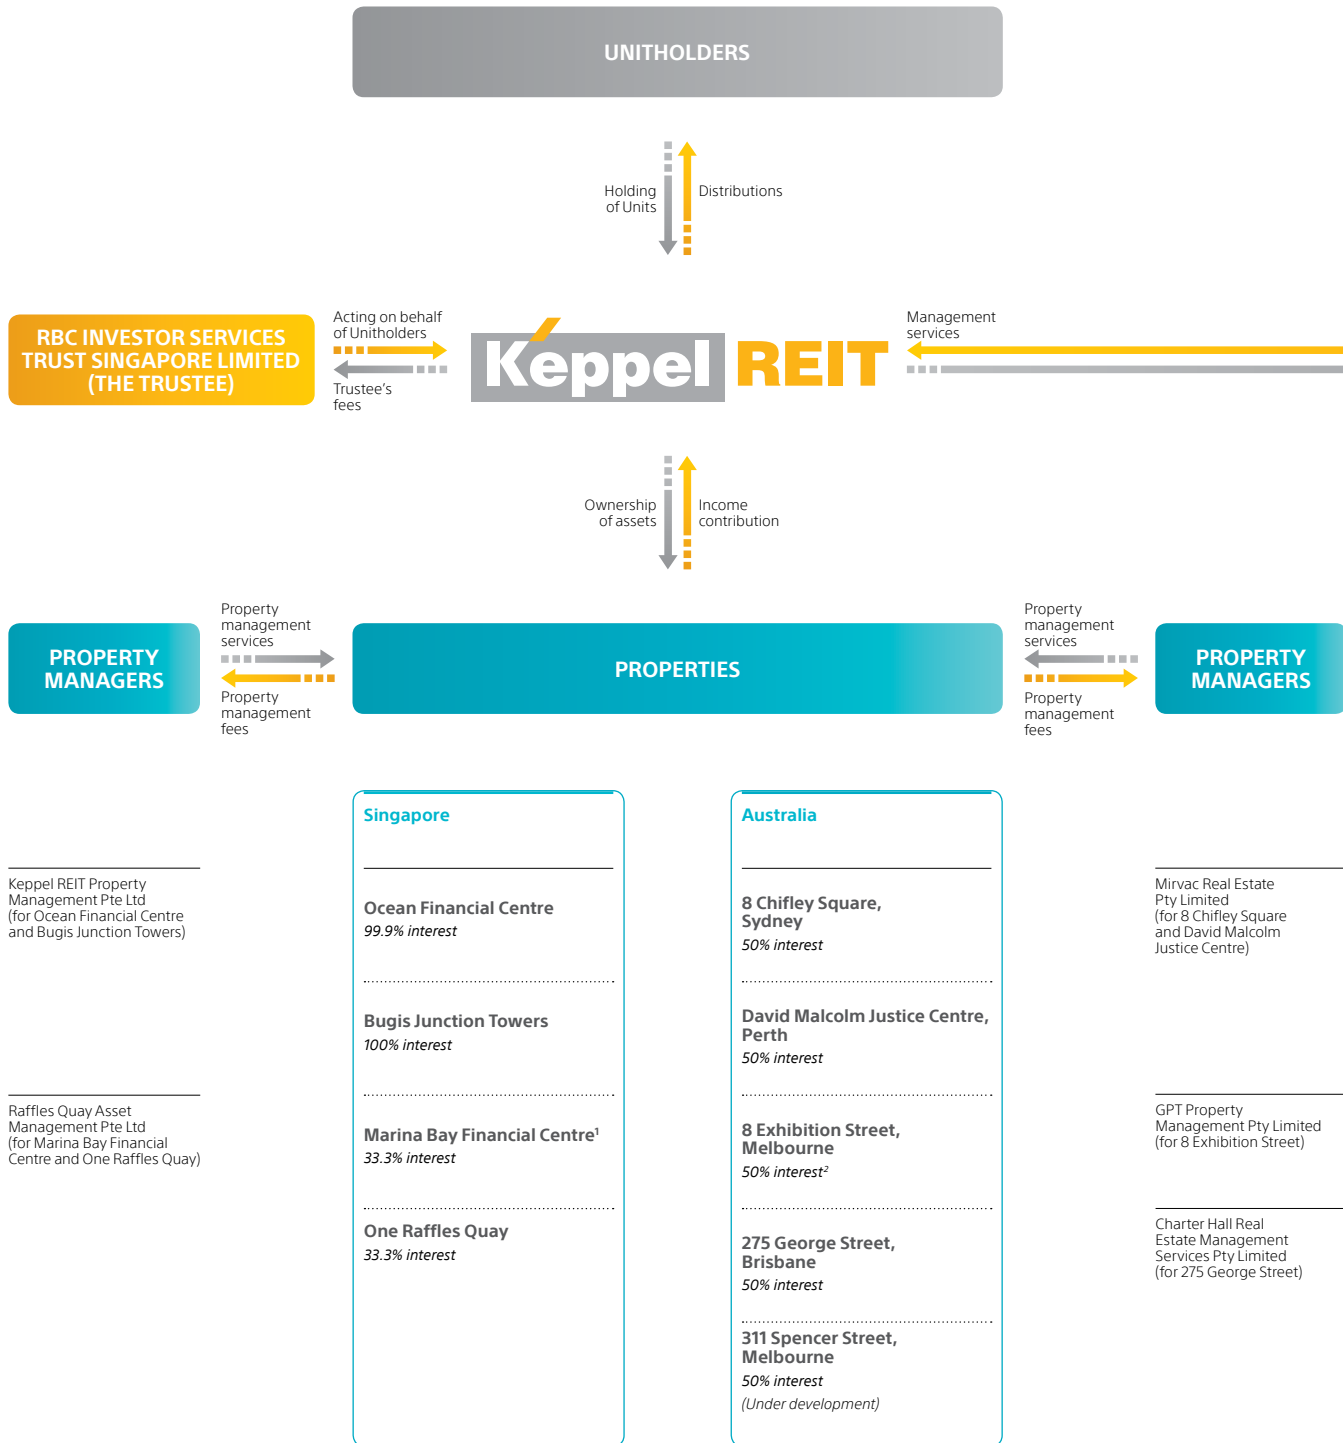 UNITHOLDERS
Holding
of Units
Distributions
RBC INVESTOR SERVICES
TRUST SINGAPORE LIMITED
(THE TRUSTEE)
Acting on behalf
of Unitholders
Trustee's
fees
Keppel REIT
Management
services
Ownership
of assets
Income
contribution
PROPERTY
MANAGERS
Property
management
services
Property
management
fees
PROPERTIES
Property
management
services
Property
management
fees
PROPERTY
MANAGERS
Keppel REIT Property
Management Pte Ltd
(for Ocean Financial Centre
and Bugis Junction Towers)
Raffles Quay Asset
Management Pte Ltd
(for Marina Bay Financial
Centre and One Raffles Quay)
Singapore
Ocean Financial Centre
99.9% interest
Bugis Junction Towers
100% interest
Marina Bay Financial Centre¹
33.3% interest
One Raffles Quay
33.3% interest
Australia
8 Chifley Square,
Sydney
50% interest
David Malcolm Justice Centre,
Perth
50% interest
8 Exhibition Street,
Melbourne
50% interest²
275 George Street,
Brisbane
50% interest
311 Spencer Street,
Melbourne
50% interest
(Under development)
Mirvac Real Estate
Pty Limited
(for 8 Chifley Square
and David Malcolm
Justice Centre)
GPT Property
Management Pty Limited
(for 8 Exhibition Street)
Charter Hall Real
Estate Management
Services Pty Limited
(for 275 George Street)